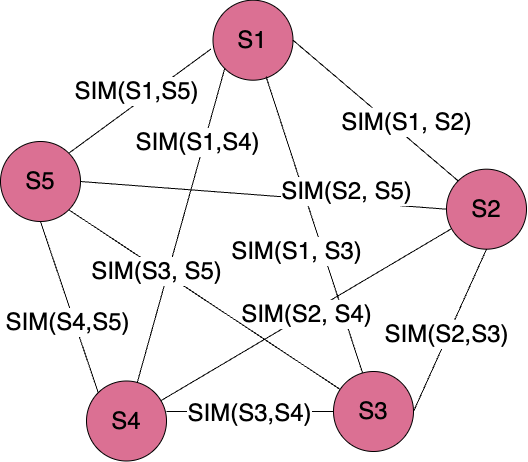 S1
SIM(S1,S5)
SIM(S1, S2)
SIM(S1,S4)
S5
SIM(S2, S5)
S2
SIM(S1, S3)
SIM(S3, S5)
SIM(S2, S4)
SIM(S4,S5)
SIM(S2,S3)
S4
SIM(S3,S4)
S3